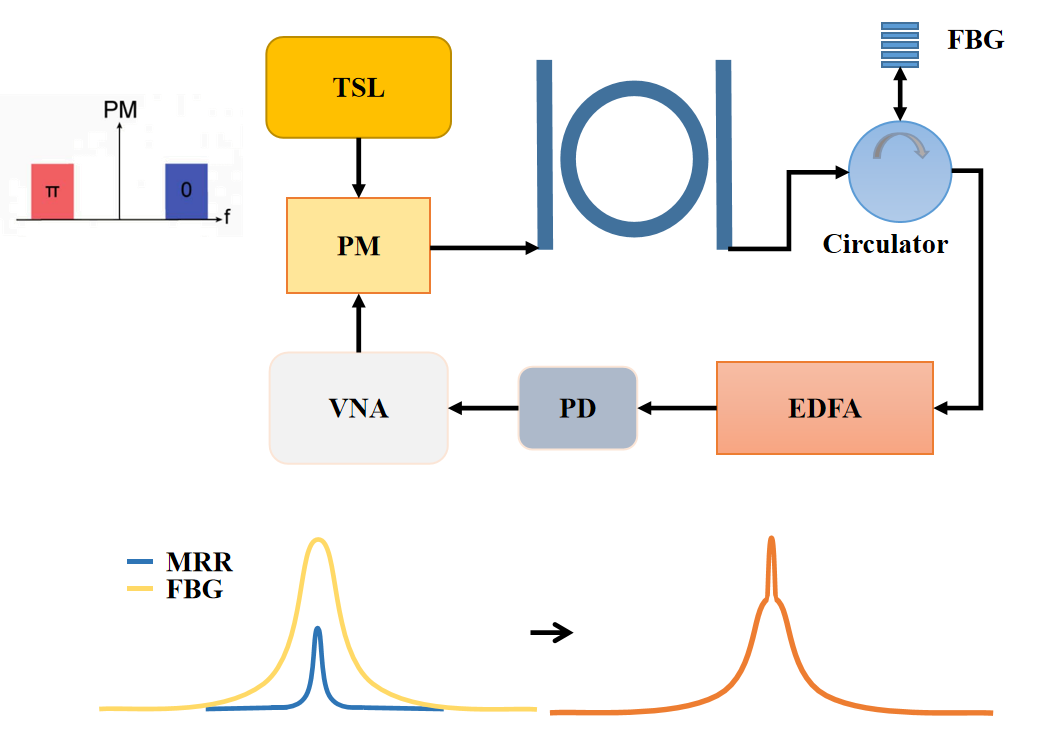 TSL
FBG
PM
π
0
f
PM
Circulator
VNA
PD
EDFA
MRR
FBG